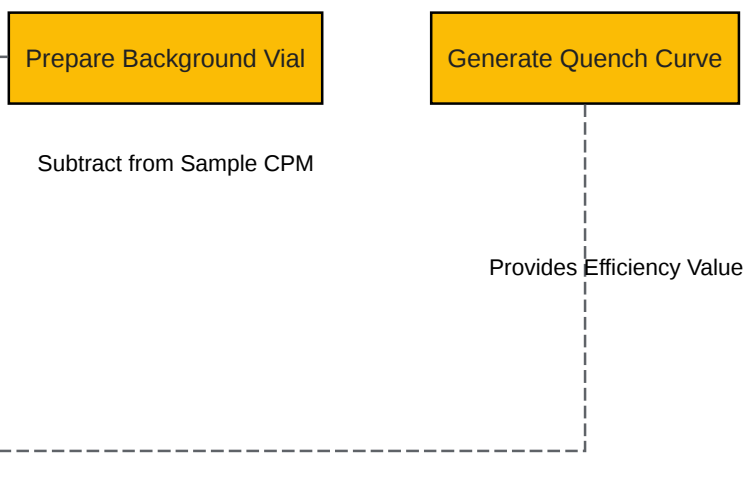 Prepare Background Vial
Generate Quench Curve
Subtract from Sample CPM
Provides Efficiency Value